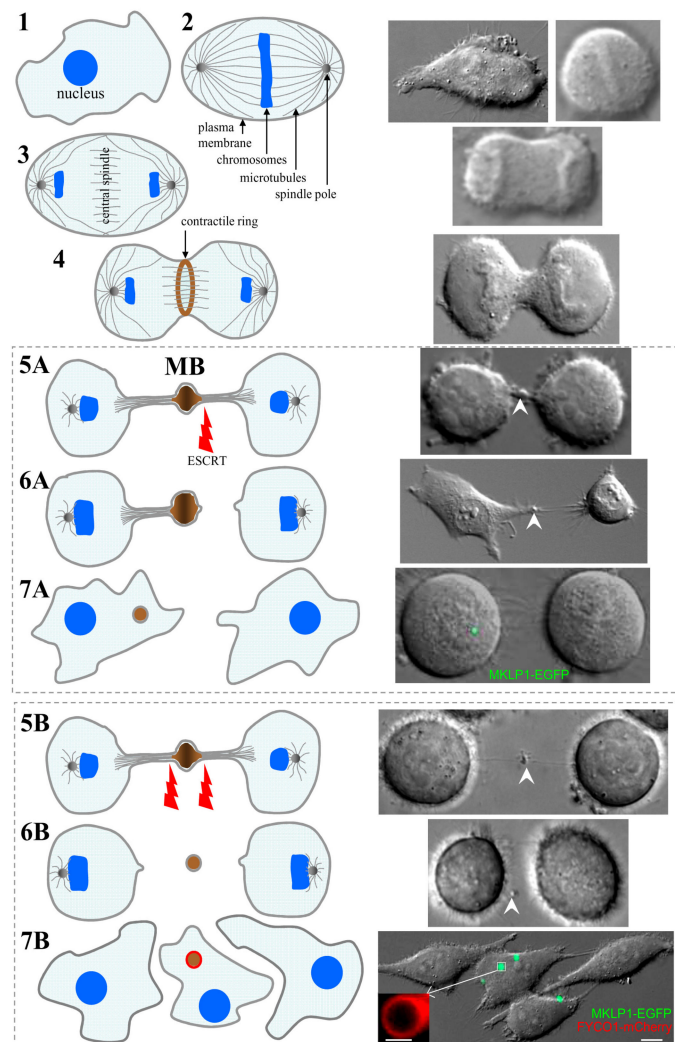 1
2
nucleus
plasma
membrane
chromosomes
microtubules
spindle pole
3
central spindle
contractile ring
4
5A
MB
ESCRT
6A
7A
MKLP1-EGFP
5B
6B
7B
MKLP1-EGFP
FYCO1-mCherry